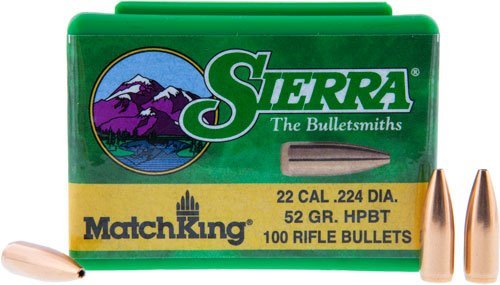 SIERRA®
The Bulletsmiths
MatchKing®
22 CAL .224 DIA.
52 GR. HPBT
100 RIFLE BULLETS